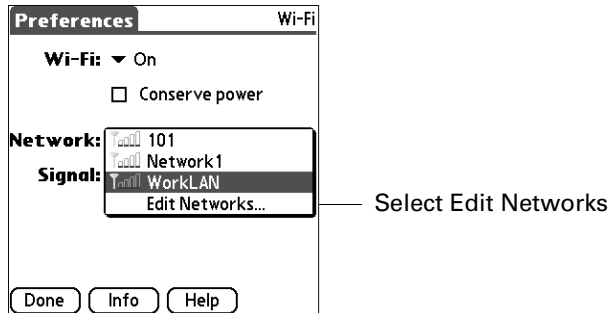 Preferences Wi-Fi
Wi-Fi: On
Conserve power
Network: 101
Network1
Signal: WorkLAN
Edit Networks...
Select Edit Networks
Done Info Help